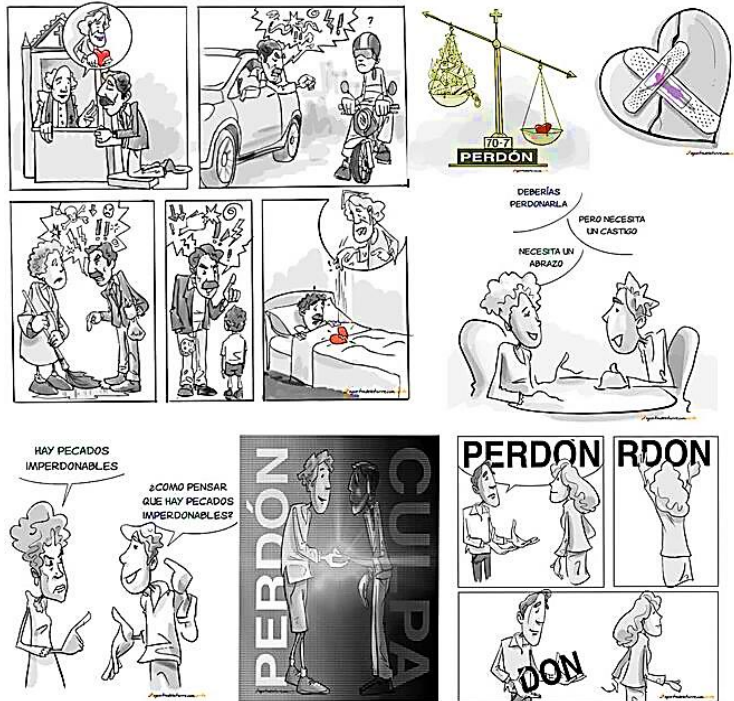 ?
70-7
PERDÓN
DEBERÍAS
PERDONARLA
PERO NECESITA
UN CASTIGO
NECESITA UN
ABRAZO
HAY PECADOS
IMPERDONABLES
¿COMO PENSAR
QUE HAY PECADOS
IMPERDONABLES?
PERDÓN
CULPA
PERDON
RDON
DON